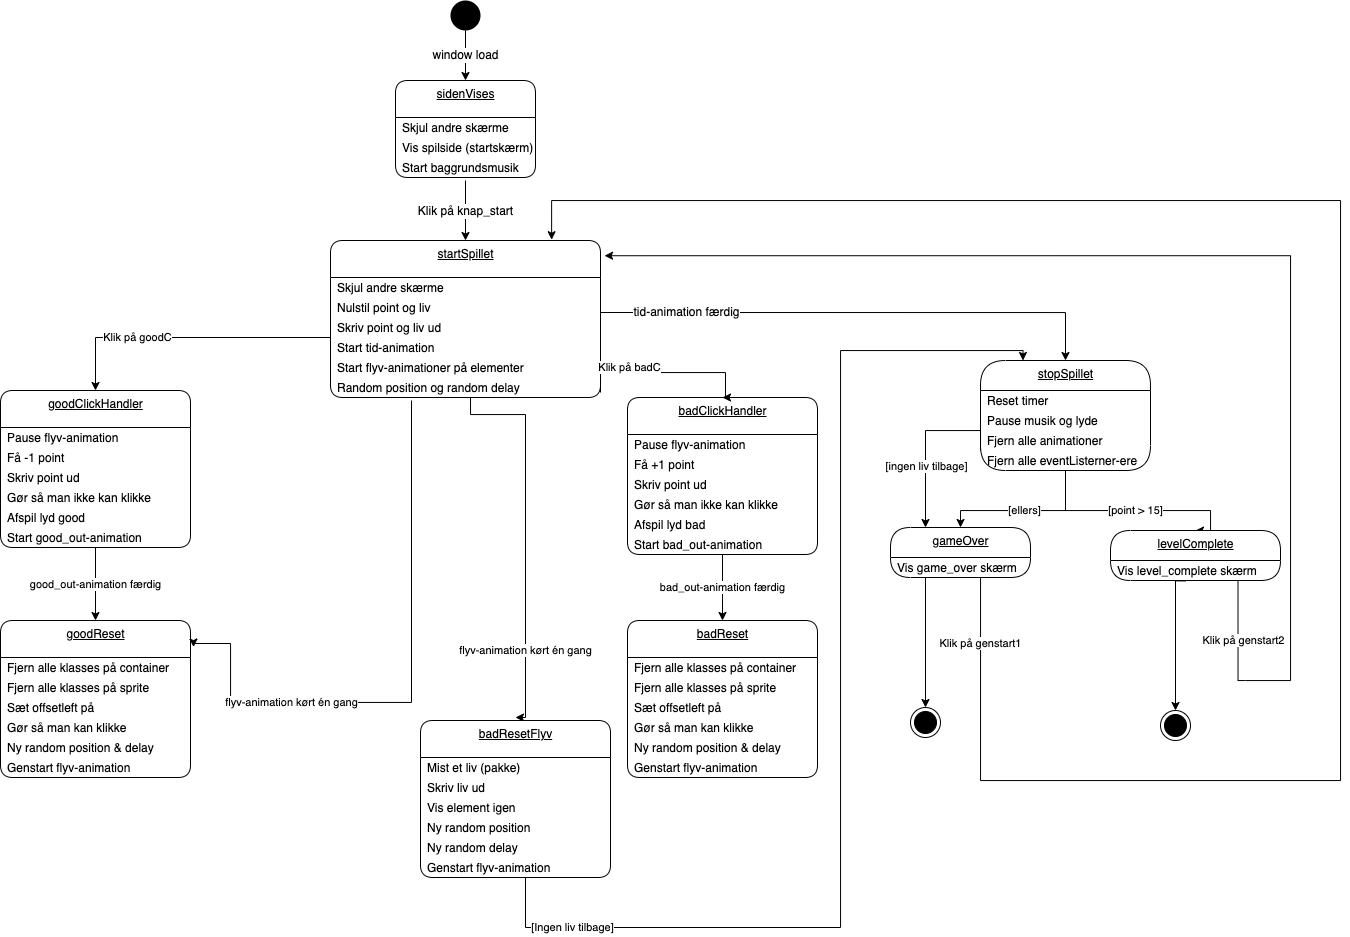 window load
sidenVises
Skjul andre skærme
Vis spilside (startskærm)
Start baggrundsmusik
Klik på knap_start
startSpillet
Skjul andre skærme
Nulstil point og liv
Skriv point og liv ud
Start tid-animation
Start flyv-animationer på elementer
Random position og random delay
tid-animation færdig
Klik på goodC
Klik på badC
goodClickHandler
Pause flyv-animation
Få -1 point
Skriv point ud
Gør så man ikke kan klikke
Afspil lyd good
Start good_out-animation
badClickHandler
Pause flyv-animation
Få +1 point
Skriv point ud
Gør så man ikke kan klikke
Afspil lyd bad
Start bad_out-animation
stopSpillet
Reset timer
Pause musik og lyde
Fjern alle animationer
Fjern alle eventListerner-ere
[ingen liv tilbage]
[ellers]
[point > 15]
gameOver
Vis game_over skærm
levelComplete
Vis level_complete skærm
good_out-animation færdig
bad_out-animation færdig
Klik på genstart1
Klik på genstart2
goodReset
Fjern alle klasses på container
Fjern alle klasses på sprite
Sæt offsetleft på
Gør så man kan klikke
Ny random position & delay
Genstart flyv-animation
flyv-animation kørt én gang
flyv-animation kørt én gang
badReset
Fjern alle klasses på container
Fjern alle klasses på sprite
Sæt offsetleft på
Gør så man kan klikke
Ny random position & delay
Genstart flyv-animation
badResetFlyv
Mist et liv (pakke)
Skriv liv ud
Vis element igen
Ny random position
Ny random delay
Genstart flyv-animation
[Ingen liv tilbage]